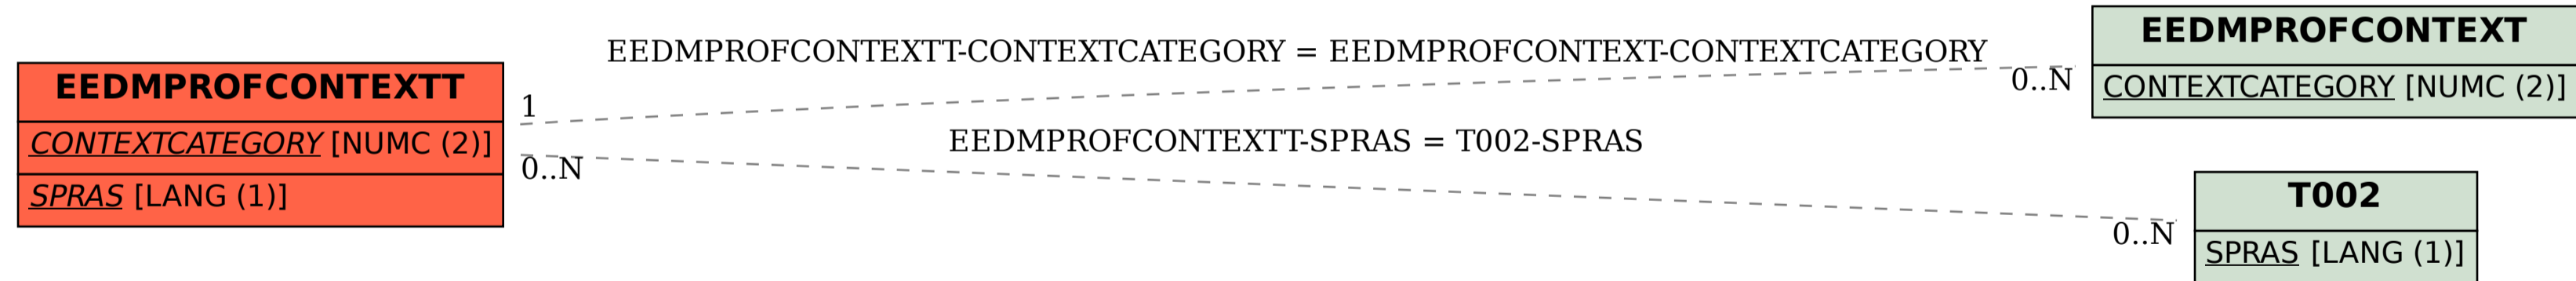 EEDMPROFCONTEXTT
CONTEXTCATEGORY [NUMC (2)]
SPRAS [LANG (1)]
EEDMPROFCONTEXTT-CONTEXTCATEGORY = EEDMPROFCONTEXT-CONTEXTCATEGORY
1
0..N
EEDMPROFCONTEXTT-SPRAS = T002-SPRAS
0..N
0..N
EEDMPROFCONTEXT
CONTEXTCATEGORY [NUMC (2)]
T002
SPRAS [LANG (1)]